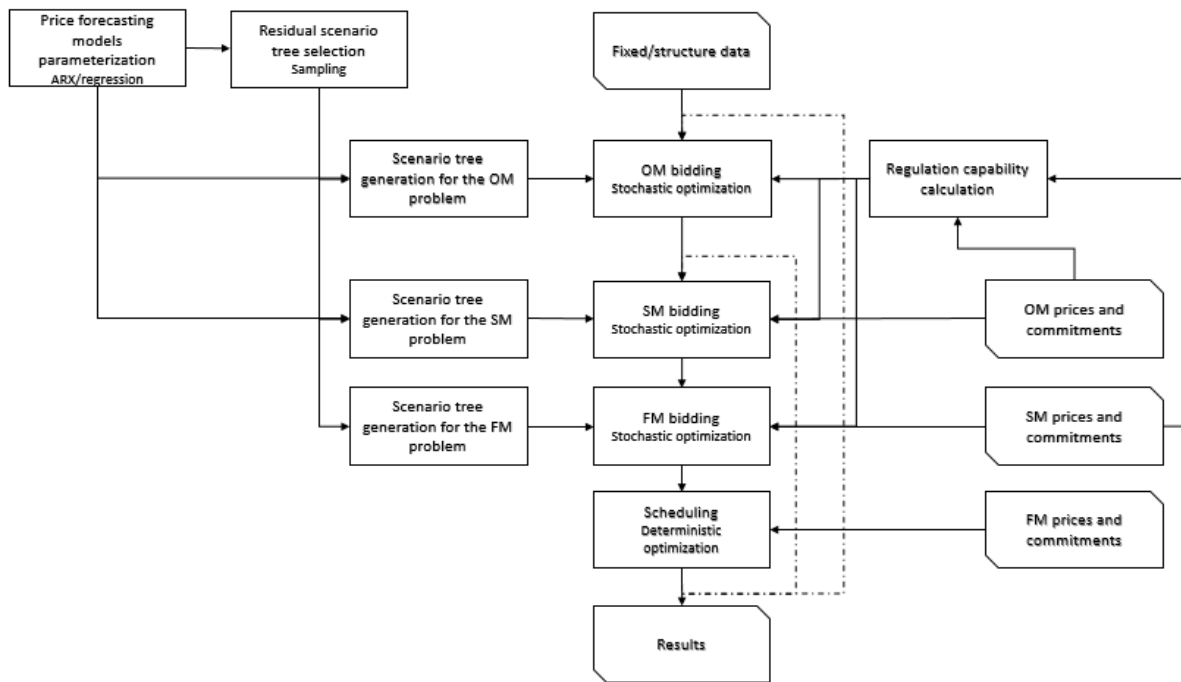 Price forecasting
models
parameterization
ARX/regression
Residual scenario
tree selection
Sampling
Fixed/structure data
Scenario tree
generation for the OM
problem
OM bidding
Stochastic optimization
Regulation capability
calculation
Scenario tree
generation for the SM
problem
SM bidding
Stochastic optimization
OM prices and
commitments
Scenario tree
generation for the FM
problem
FM bidding
Stochastic optimization
SM prices and
commitments
Scheduling
Deterministic
optimization
FM prices and
commitments
Results